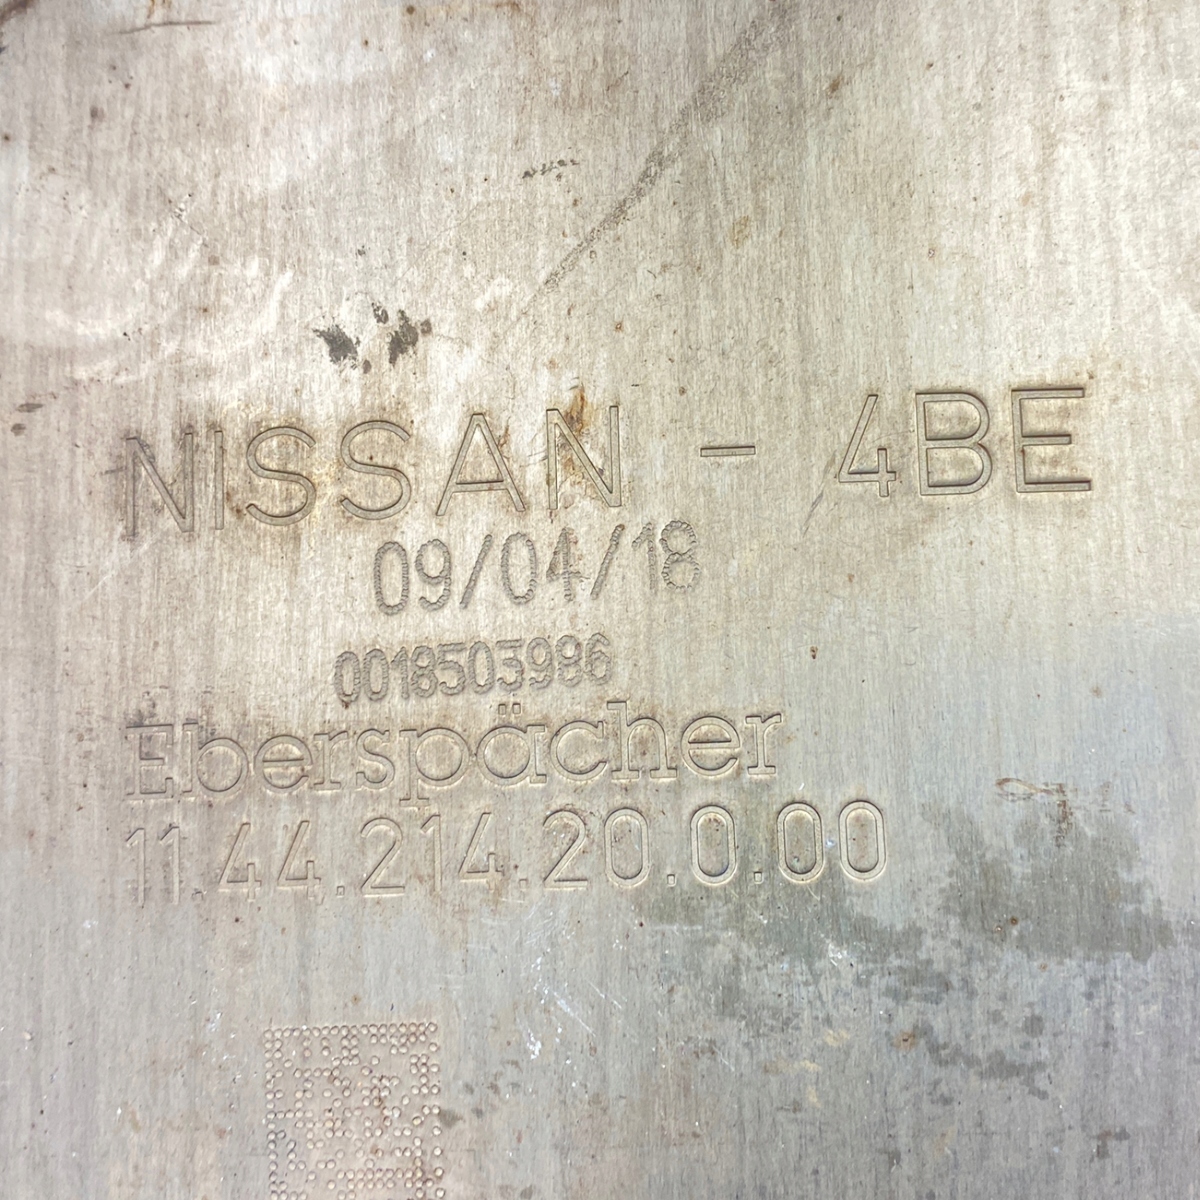 NISSAN - 4BE
09/04/18
0018503986
Eberspächer
11.44.214.20.0.00